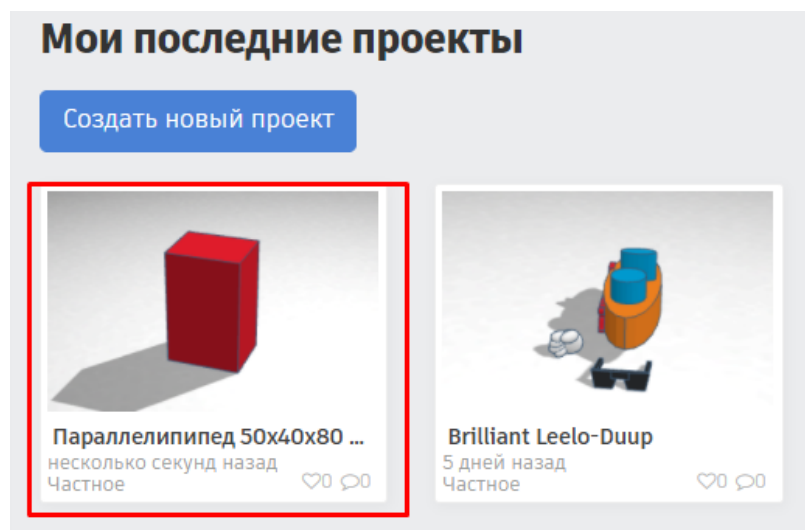 Мои последние проекты
Создать новый проект
Параллелипипед 50x40x80 ...
несколько секунд назад
Частное
0 0
Brilliant Leelo-Duup
5 дней назад
Частное
0 0